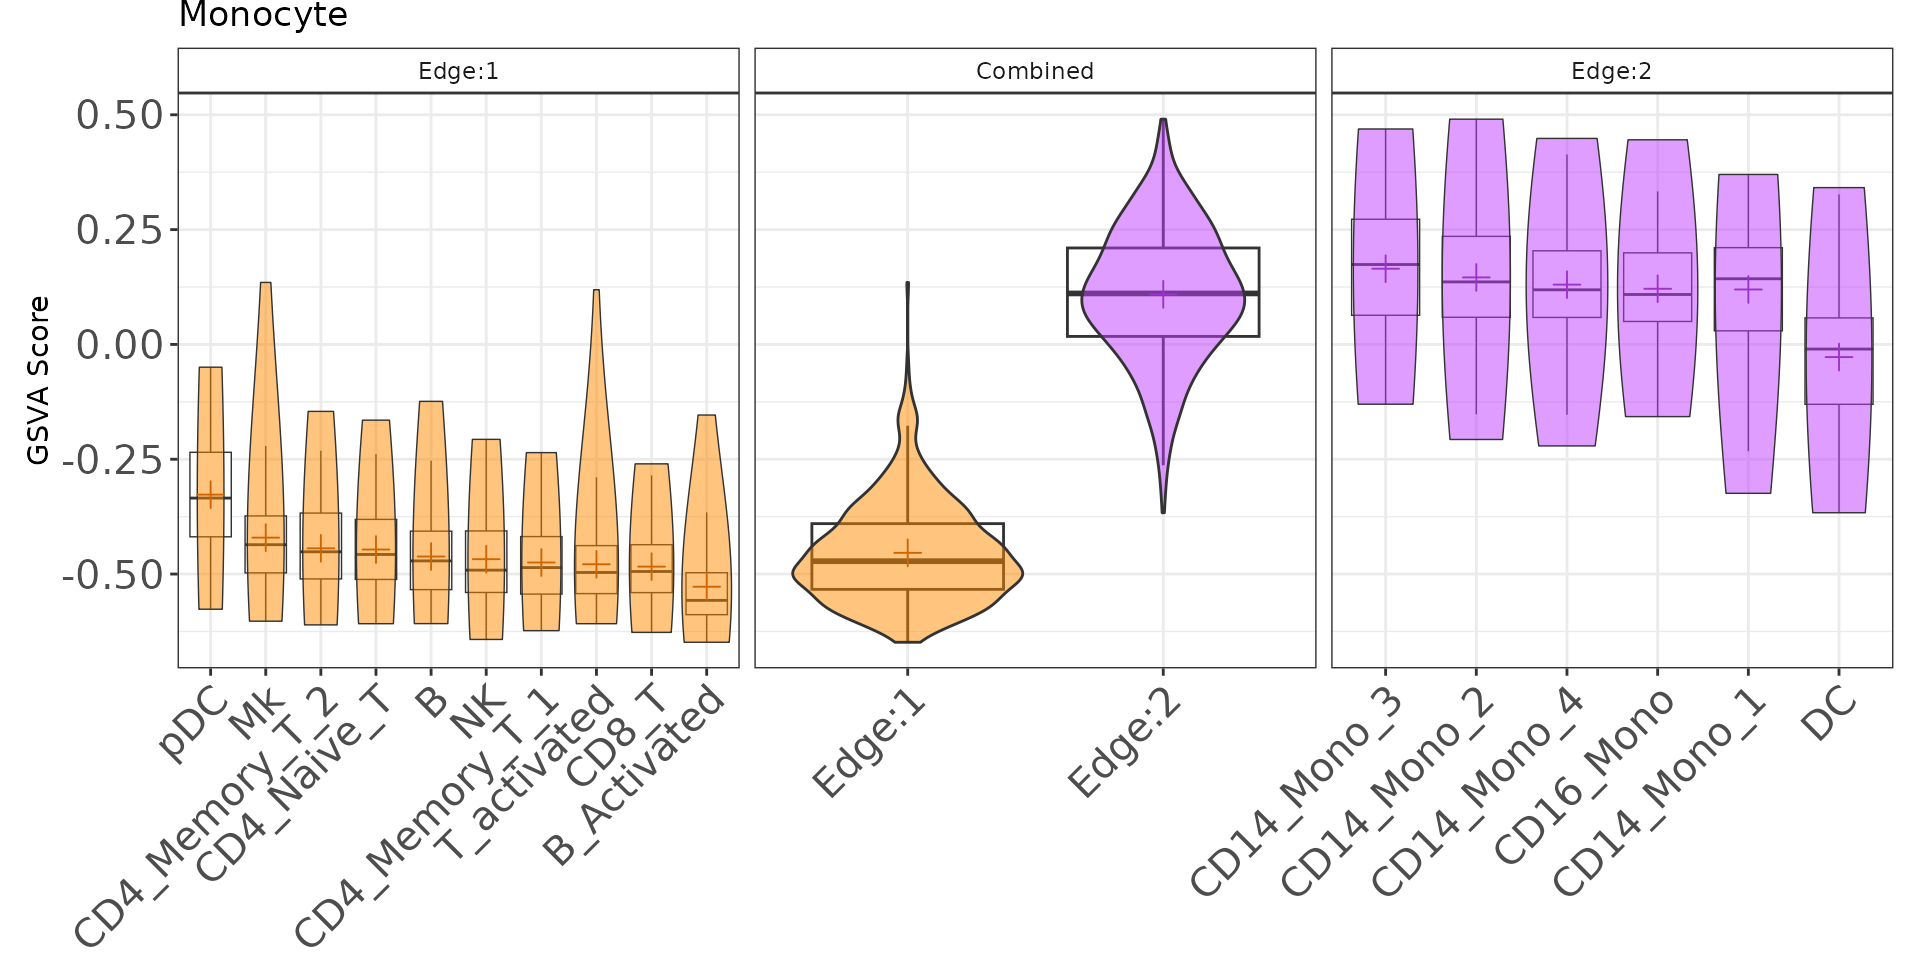 Monocyte
Edge:1
Combined
Edge:2
GSVA Score
0.50
0.25
0.00
-0.25
-0.50
pDC
Mk
CD4_Memory_T_2
CD4_Naive_T
B
NK
CD4_Memory_T_1
T_activated
CD8_T
B_Activated
Edge:1
Edge:2
CD14_Mono_3
CD14_Mono_2
CD14_Mono_4
CD16_Mono
CD14_Mono_1
DC